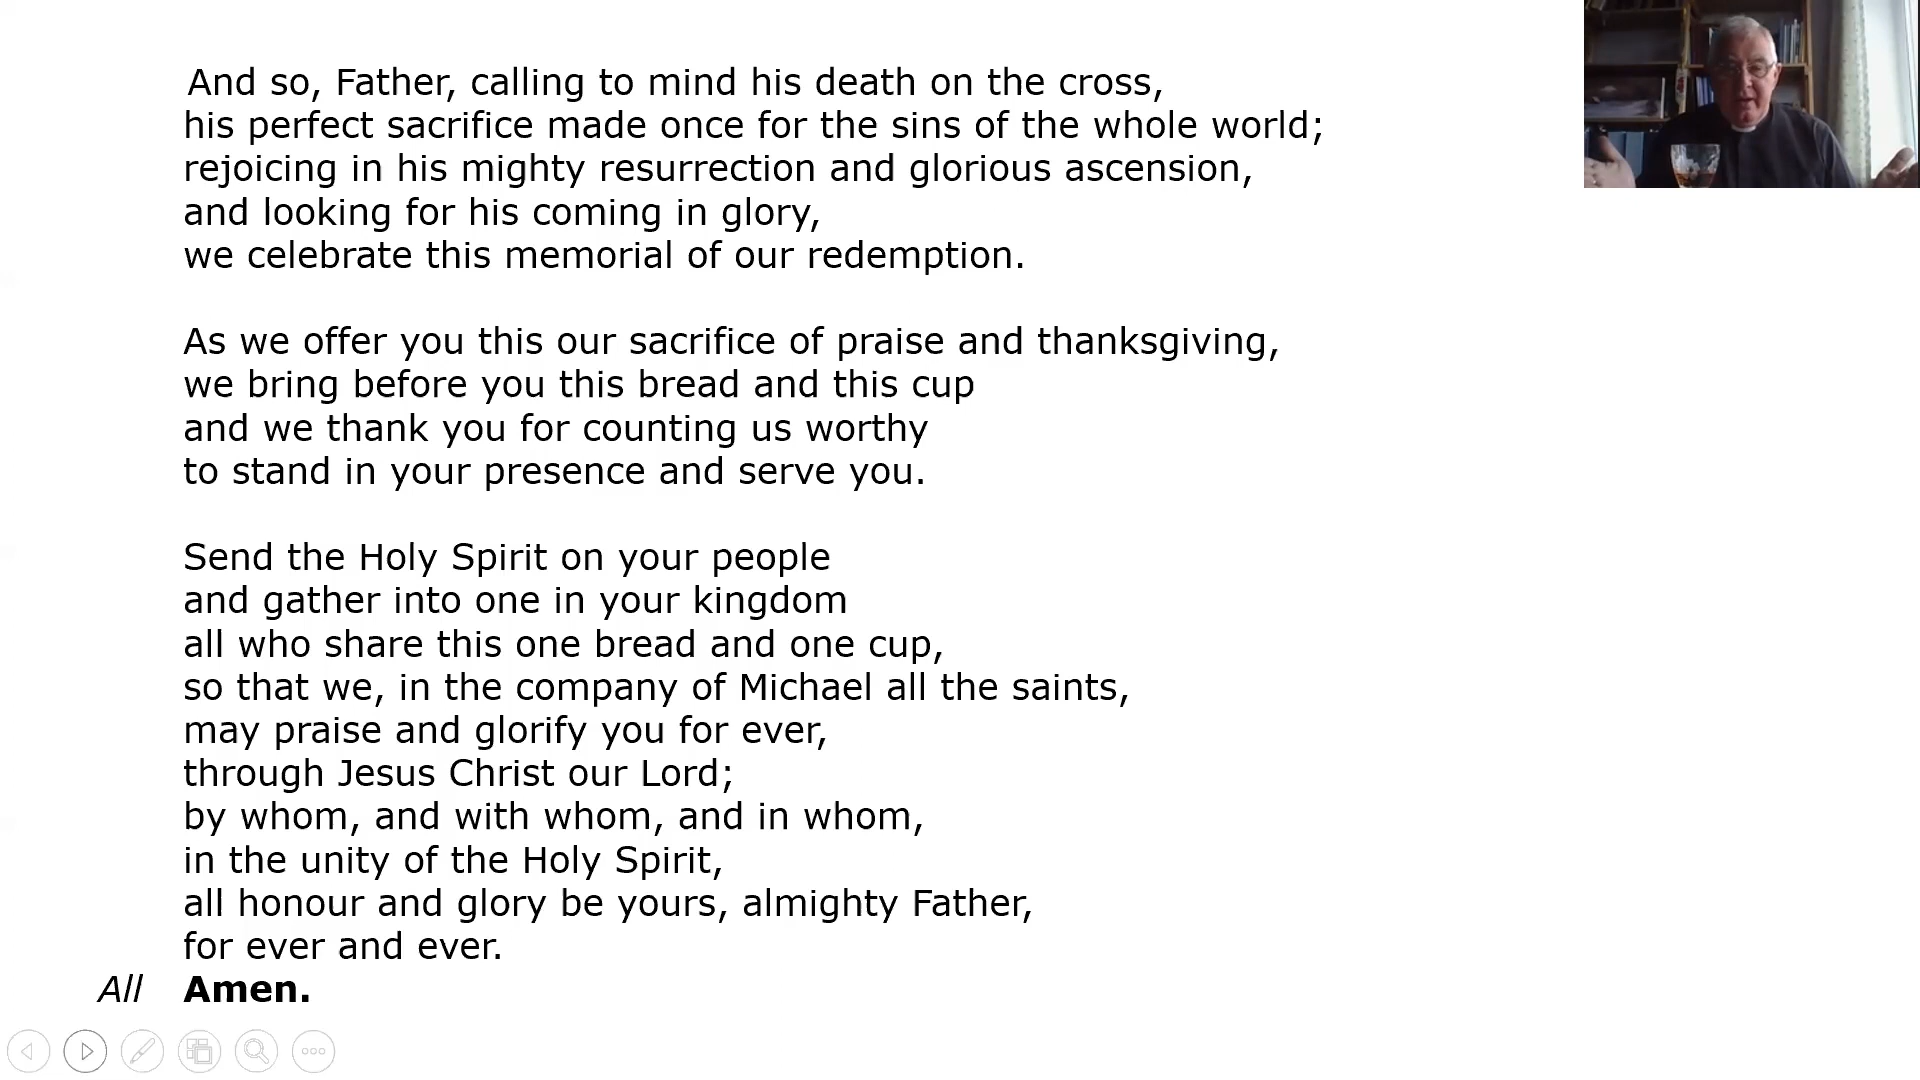 And so, Father, calling to mind his death on the cross,
his perfect sacrifice made once for the sins of the whole world;
rejoicing in his mighty resurrection and glorious ascension,
and looking for his coming in glory,
we celebrate this memorial of our redemption.
As we offer you this our sacrifice of praise and thanksgiving,
we bring before you this bread and this cup
and we thank you for counting us worthy
to stand in your presence and serve you.
Send the Holy Spirit on your people
and gather into one in your kingdom
all who share this one bread and one cup,
so that we, in the company of Michael all the saints,
may praise and glorify you for ever,
through Jesus Christ our Lord;
by whom, and with whom, and in whom,
in the unity of the Holy Spirit,
all honour and glory be yours, almighty Father,
for ever and ever.
All Amen.